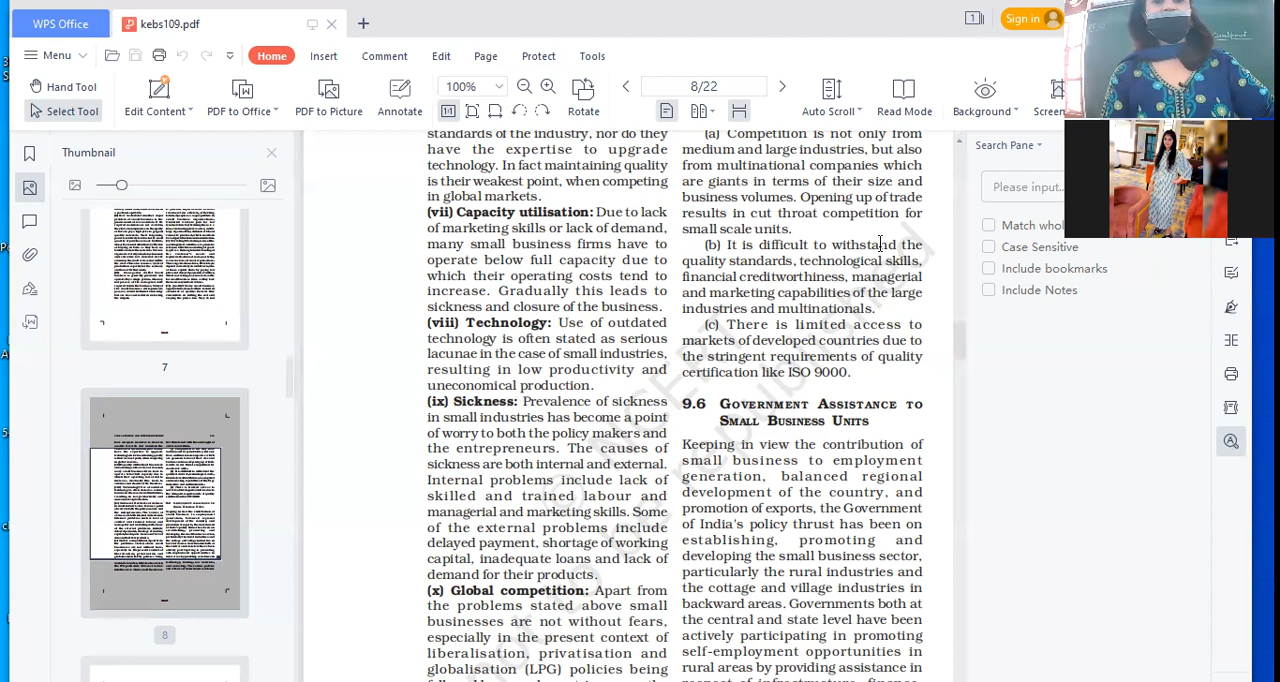 WPS Office
kebs109.pdf
Sign in
Menu
Home
Insert
Comment
Edit
Page
Protect
Tools
Hand Tool
Select Tool
Edit Content
PDF to Office
PDF to Picture
Annotate
100%
Rotate
8/22
Auto Scroll
Read Mode
Background
Screen
Thumbnail
7
8
standards of the industry, nor do they
have the expertise to upgrade
technology. In fact maintaining quality
is their weakest point, when competing
in global markets.
(vii) Capacity utilisation: Due to lack
of marketing skills or lack of demand,
many small business firms have to
operate below full capacity due to
which their operating costs tend to
increase. Gradually this leads to
sickness and closure of the business.
(viii) Technology: Use of outdated
technology is often stated as serious
lacunae in the case of small industries,
resulting in low productivity and
uneconomical production.
(ix) Sickness: Prevalence of sickness
in small industries has become a point
of worry to both the policy makers and
the entrepreneurs. The causes of
sickness are both internal and external.
Internal problems include lack of
skilled and trained labour and
managerial and marketing skills. Some
of the external problems include
delayed payment, shortage of working
capital, inadequate loans and lack of
demand for their products.
(x) Global competition: Apart from
the problems stated above small
businesses are not without fears,
especially in the present context of
liberalisation, privatisation and
globalisation (LPG) policies being
(a) Competition is not only from
medium and large industries, but also
from multinational companies which
are giants in terms of their size and
business volumes. Opening up of trade
results in cut throat competition for
small scale units.
(b) It is difficult to withstand the
quality standards, technological skills,
financial creditworthiness, managerial
and marketing capabilities of the large
industries and multinationals.
(c) There is limited access to
markets of developed countries due to
the stringent requirements of quality
certification like ISO 9000.
9.6 Government Assistance to
Small Business Units
Keeping in view the contribution of
small business to employment
generation, balanced regional
development of the country, and
promotion of exports, the Government
of India's policy thrust has been on
establishing, promoting and
developing the small business sector,
particularly the rural industries and
the cottage and village industries in
backward areas. Governments both at
the central and state level have been
actively participating in promoting
self-employment opportunities in
rural areas by providing assistance in
respect of infrastructure, finance,
Search Pane
Please input...
Match whol
Case Sensitive
Include bookmarks
Include Notes